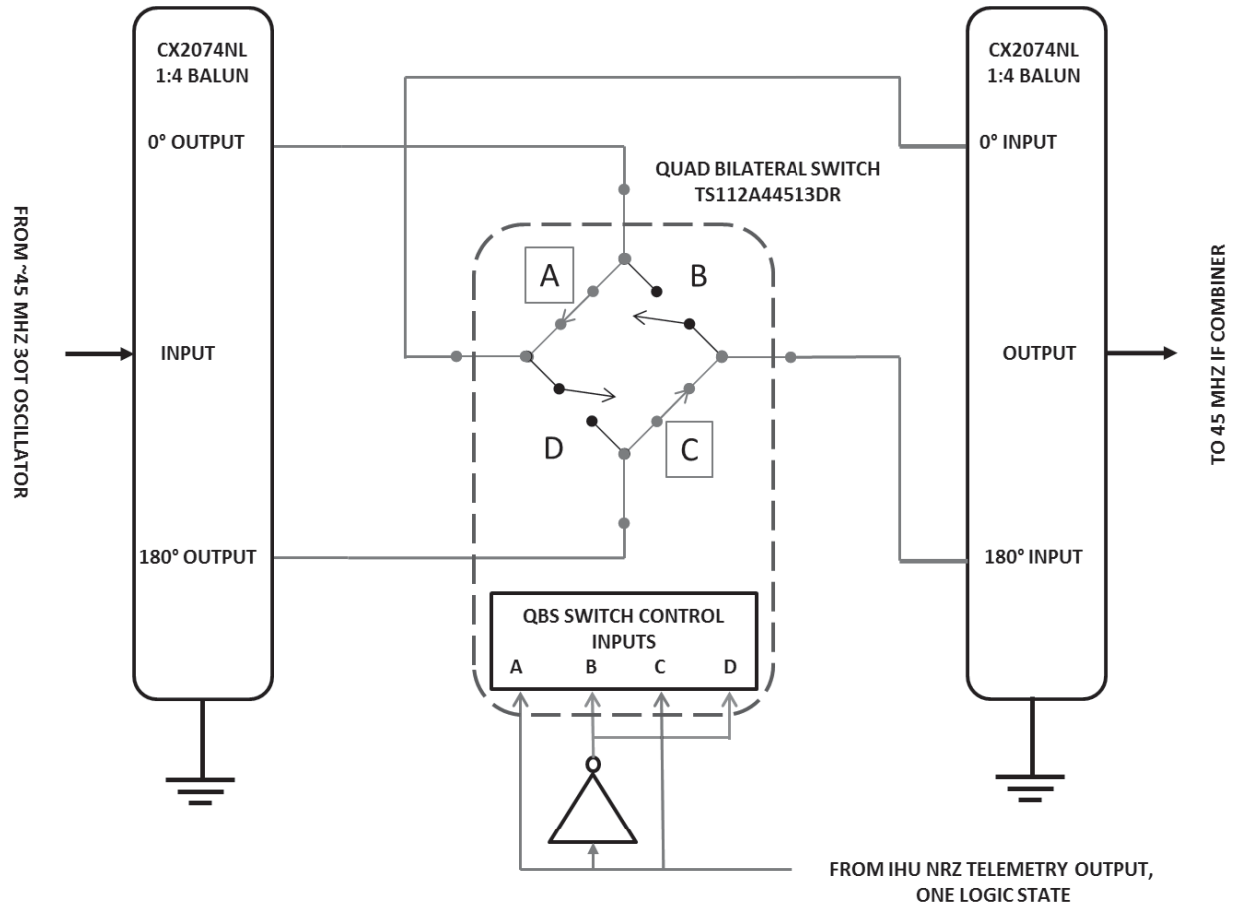 CX2074NL
1:4 BALUN
0° OUTPUT
INPUT
180° OUTPUT
FROM ~45 MHZ 3OT OSCILLATOR
QUAD BILATERAL SWITCH
TS112A44513DR
A
B
D
C
QBS SWITCH CONTROL
INPUTS
A B C D
CX2074NL
1:4 BALUN
0° INPUT
OUTPUT
180° INPUT
TO 45 MHZ IF COMBINER
FROM IHU NRZ TELEMETRY OUTPUT,
ONE LOGIC STATE